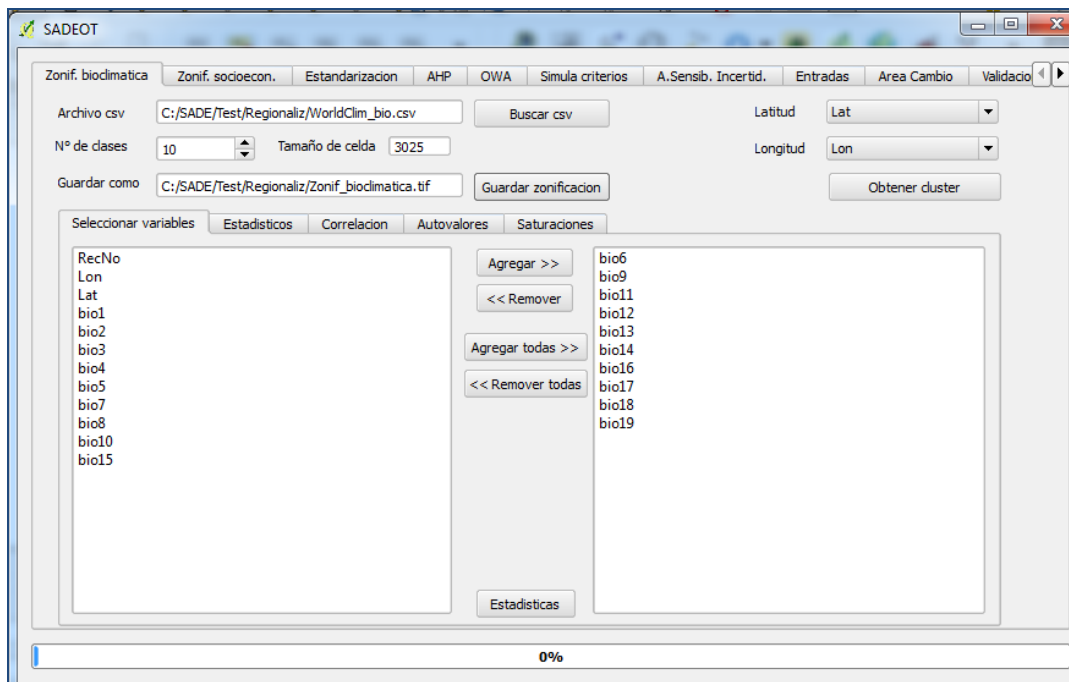 SADEOT
Zonif. bioclimatica Zonif. socioecon. Estandarizacion AHP OWA Simula criterios A.Sensib. Incertid. Entradas Area Cambio Validacio
Archivo csv C:/SADE/Test/Regionaliz/WorldClim_bio.csv Buscar csv Latitud Lat
Nº de clases 10 Tamaño de celda 3025 Longitud Lon
Guardar como C:/SADE/Test/Regionaliz/Zonif_bioclimatica.tif Guardar zonificacion Obtener cluster
Seleccionar variables Estadisticos Correlacion Autovalores Saturaciones
RecNo
Lon
Lat
bio1
bio2
bio3
bio4
bio5
bio7
bio8
bio10
bio15
Agregar >>
<< Remover
Agregar todas >>
<< Remover todas
Estadisticas
bio6
bio9
bio11
bio12
bio13
bio14
bio16
bio17
bio18
bio19
0%